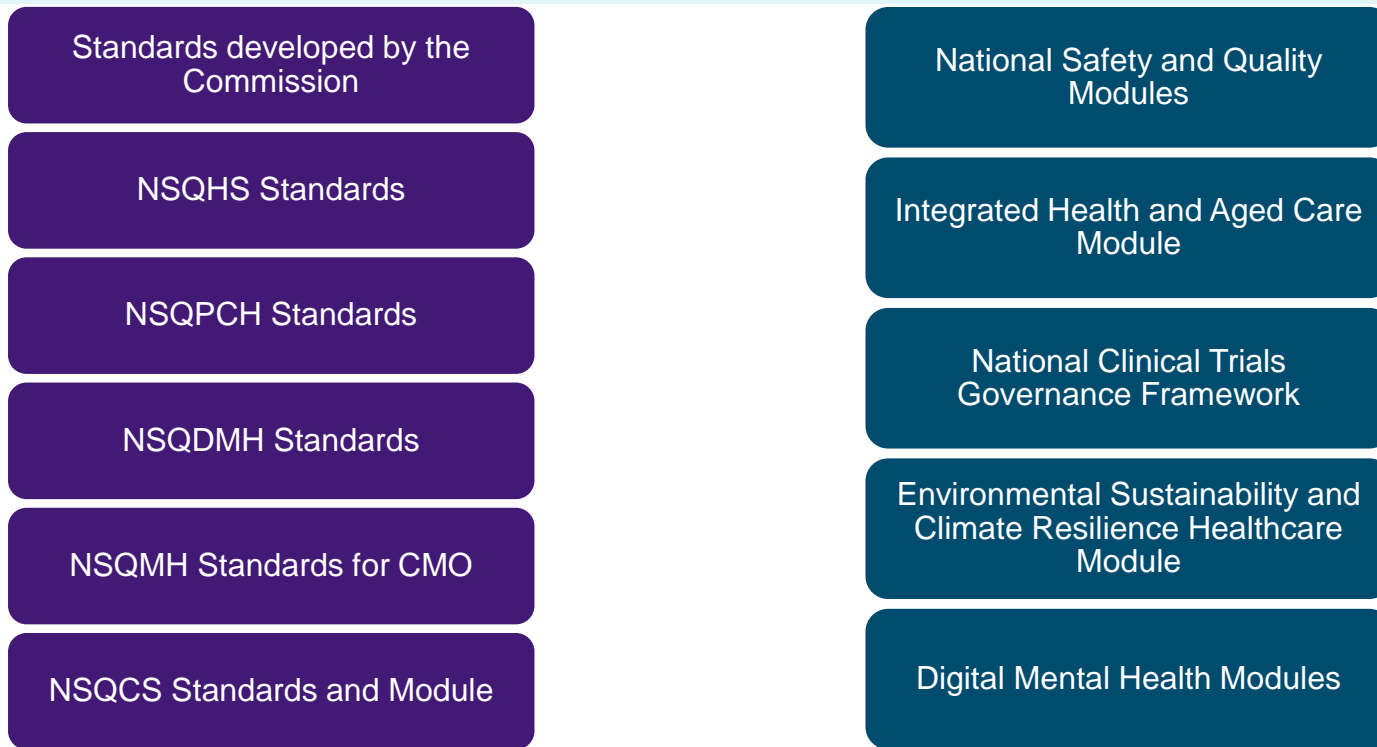 Standards developed by the
Commission
NSQHS Standards
NSQPCH Standards
NSQDMH Standards
NSQMH Standards for CMO
NSQCS Standards and Module
National Safety and Quality
Modules
Integrated Health and Aged Care
Module
National Clinical Trials
Governance Framework
Environmental Sustainability and
Climate Resilience Healthcare
Module
Digital Mental Health Modules